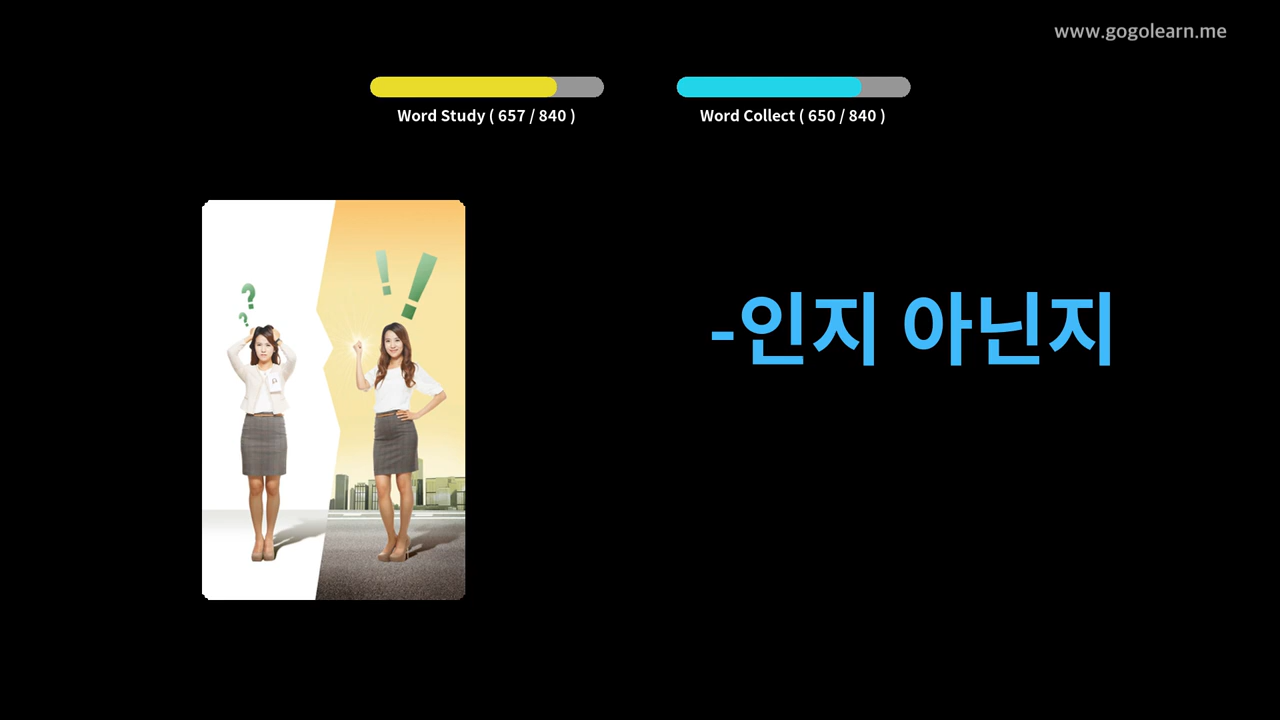 www.gogolearn.me
Word Study ( 657 / 840 )
Word Collect ( 650 / 840 )
? ?
! !
-인지 아닌지